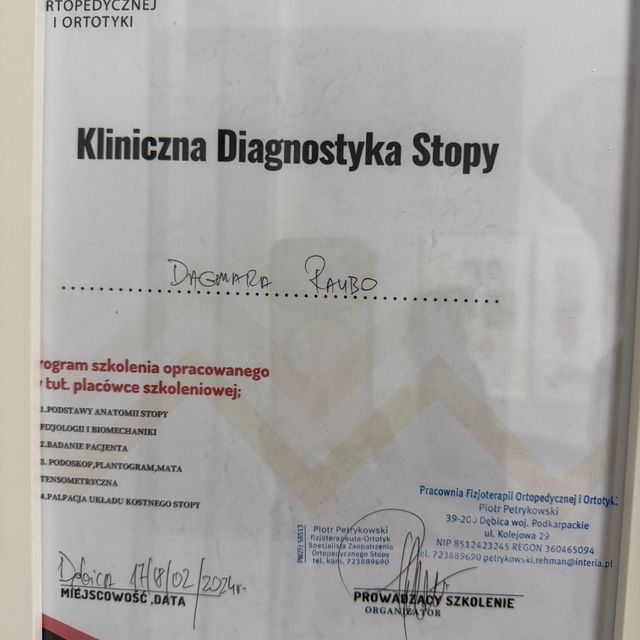 RTOPEDYCZNEJ
I ORTOTYKI
Kliniczna Diagnostyka Stopy
DAGMARA RAUBO
rogram szkolenia opracowanego
tut. placówce szkoleniowej;
1.PODSTAWY ANATOMII STOPY
FIZJOLOGII I BIOMECHANIKI
2.BADANIE PACJENTA
3. PODOSKOP,PLANTOGRAM,MATA
TENSOMETRYCZNA
4.PALPACJA UKŁADU KOSTNEGO STOPY
Pracownia Fizjoterapii Ortopedycznej i Ortotyk
Piotr Petrykowski
39-200 Dębica woj. Podkarpackie
ul. Kolejowa 29
NIP 8512423245 REGON 360465094
tel. 723889690 petrykowski.rehman@interia.pl
PWZFz 58513
Piotr Petrykowski
fizjoterapeuta-Ortotyk
Specjalista Zaopatrzenia
Ortopedycznego Stopy
tel. kom. 723889690
Dębica 17/18/02/2024r.
MIEJSCOWOŚĆ,DATA
PROWADZĄCY SZKOLENIE
ORGANIZATOR